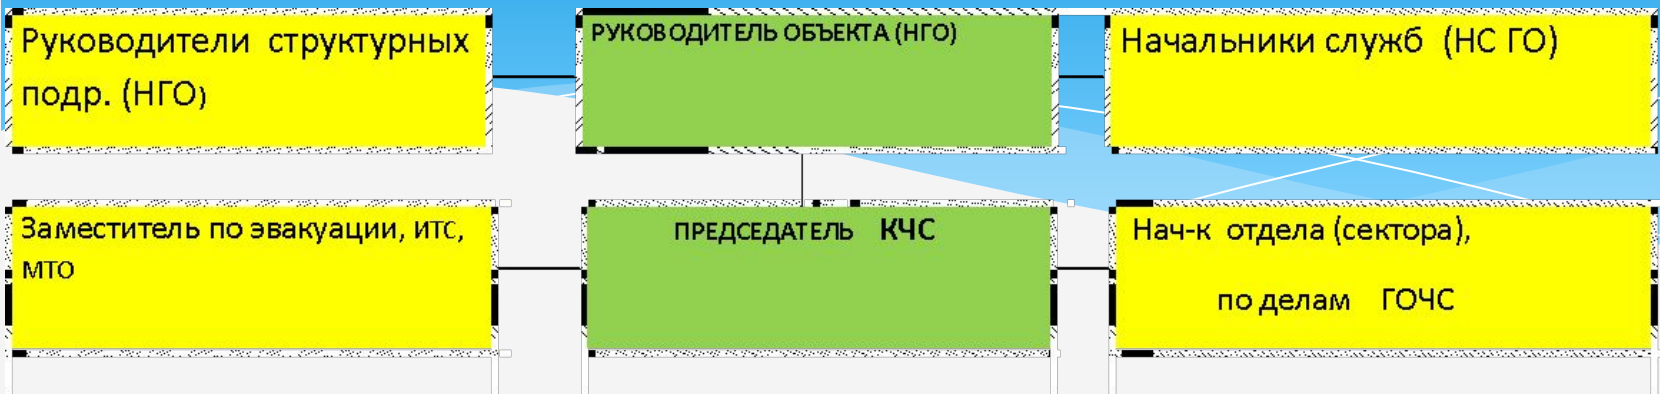 Руководители структурных
подр. (НГО)
РУКОВОДИТЕЛЬ ОБЪЕКТА (НГО)
Начальники служб (НС ГО)
Заместитель по эвакуации, ИТС,
МТО
ПРЕДСЕДАТЕЛЬ КЧС
Нач-к отдела (сектора),
по делам ГОЧС